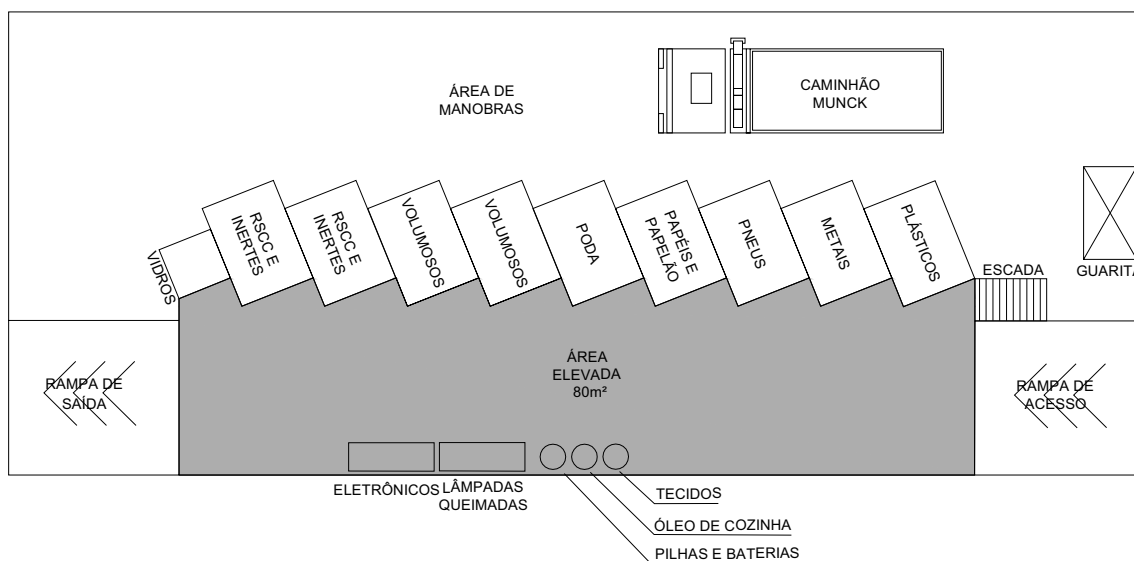 ÁREA DE
MANOBRAS
CAMINHÃO
MUNCK
VIDROS
RSCC E
INERTES
RSCC E
INERTES
VOLUMOSOS
VOLUMOSOS
PODA
PAPÉIS E
PAPELÃO
PNEUS
METAIS
PLÁSTICOS
ESCADA
GUARITA
RAMPA DE
SAÍDA
ÁREA
ELEVADA
80m²
RAMPA DE
ACESSO
ELETRÔNICOS
LÂMPADAS
QUEIMADAS
TECIDOS
ÓLEO DE COZINHA
PILHAS E BATERIAS